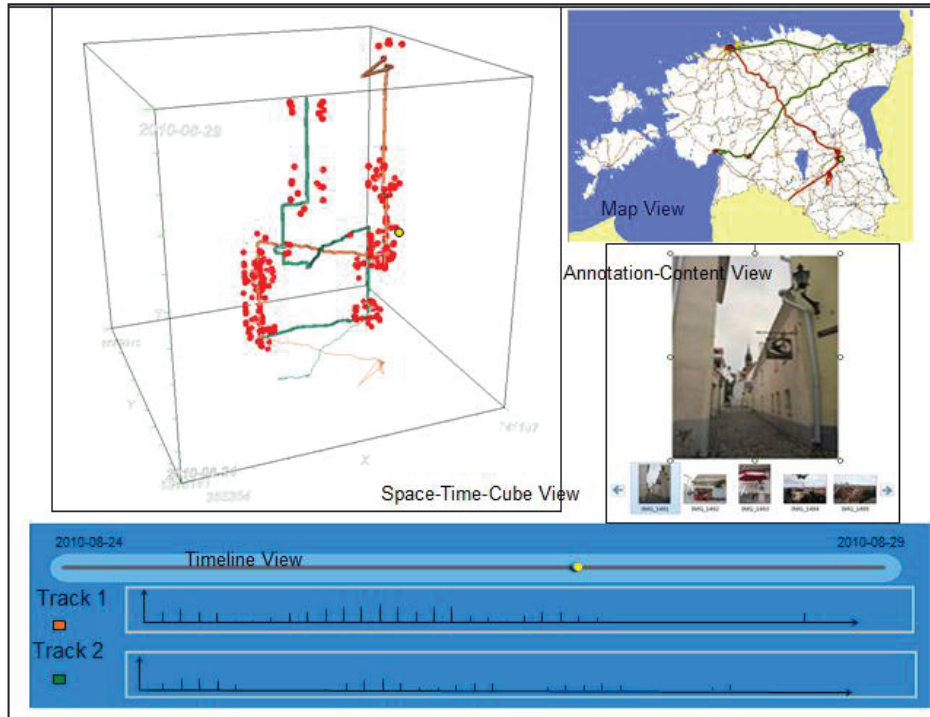 2010-08-29
2010-08-24
X
Y
Space-Time-Cube View
Map View
Annotation-Content View
IMG_1491
IMG_1492
IMG_1493
IMG_1494
IMG_1495
2010-08-24
2010-08-29
Timeline View
Track 1
Track 2